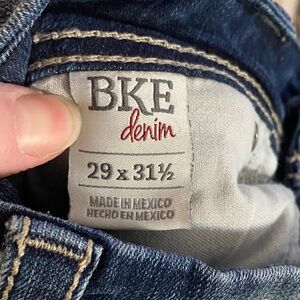 BKE
denim
29 x 31½
MADE IN MEXICO
HECHO EN MEXICO